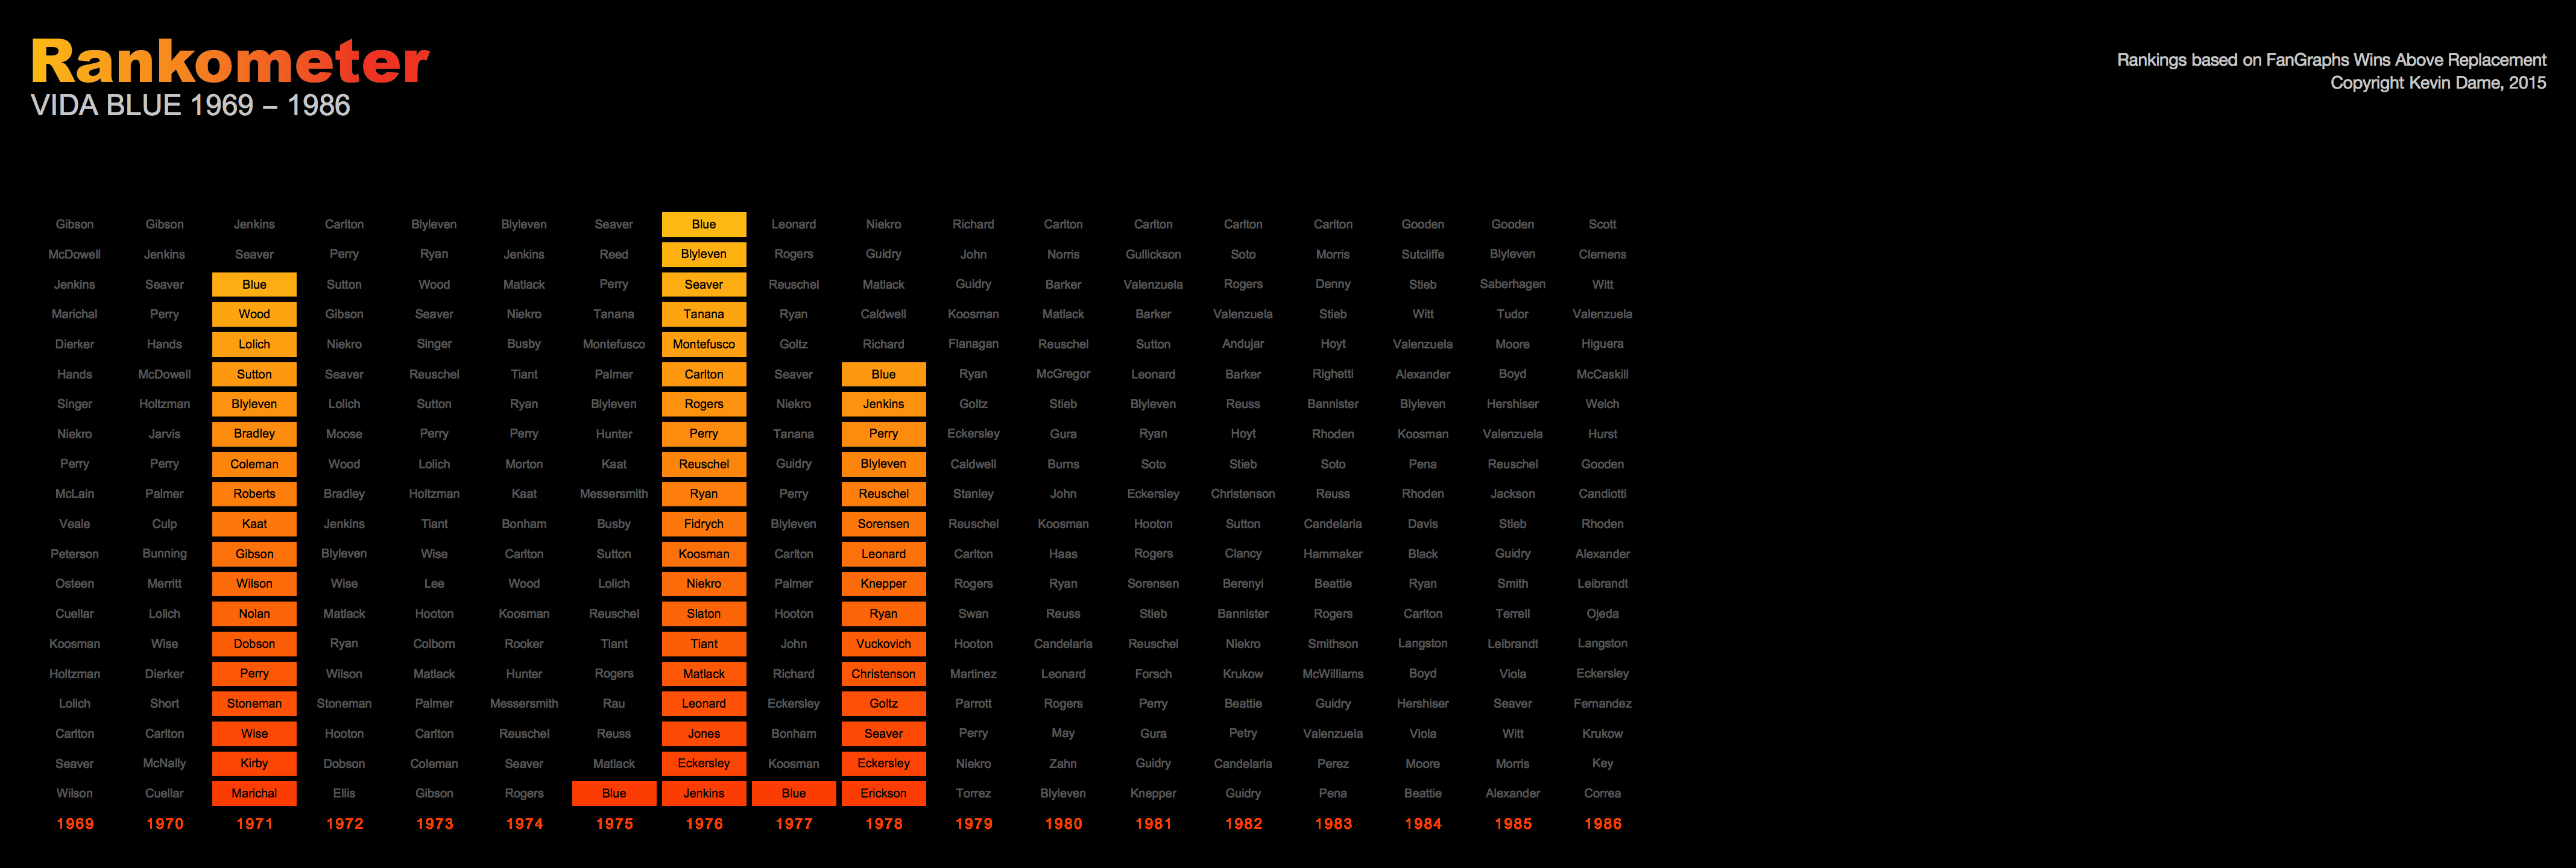 Rankometer
VIDA BLUE 1969 – 1986
Rankings based on FanGraphs Wins Above Replacement
Copyright Kevin Dame, 2015
Gibson Gibson Jenkins Carlton Blyleven Blyleven Seaver Blue Leonard Niekro Richard Carlton Carlton Carlton Carlton Gooden Gooden Scott
McDowell Jenkins Seaver Perry Ryan Jenkins Reed Blyleven Rogers Guidry John Norris Gullickson Soto Morris Sutcliffe Blyleven Clemens
Jenkins Seaver Blue Sutton Wood Matlack Perry Seaver Reuschel Matlack Guidry Barker Valenzuela Rogers Denny Stieb Saberhagen Witt
Marichal Perry Wood Gibson Seaver Niekro Tanana Tanana Ryan Caldwell Koosman Matlack Barker Valenzuela Stieb Witt Tudor Valenzuela
Dierker Hands Lolich Niekro Singer Busby Montefusco Montefusco Goltz Richard Flanagan Reuschel Sutton Andujar Hoyt Valenzuela Moore Higuera
Hands McDowell Sutton Seaver Reuschel Tiant Palmer Carlton Seaver Blue Ryan McGregor Leonard Barker Righetti Alexander Boyd McCaskill
Singer Holtzman Blyleven Lolich Sutton Ryan Blyleven Rogers Niekro Jenkins Goltz Stieb Blyleven Reuss Bannister Blyleven Hershiser Welch
Niekro Jarvis Bradley Moose Perry Perry Hunter Perry Tanana Perry Eckersley Gura Ryan Hoyt Rhoden Koosman Valenzuela Hurst
Perry Perry Coleman Wood Lolich Morton Kaat Reuschel Guidry Blyleven Caldwell Burns Soto Stieb Soto Pena Reuschel Gooden
McLain Palmer Roberts Bradley Holtzman Kaat Messersmith Ryan Perry Reuschel Stanley John Eckersley Christenson Reuss Rhoden Jackson Candiotti
Veale Culp Kaat Jenkins Tiant Bonham Busby Fidrych Blyleven Sorensen Reuschel Koosman Hooton Sutton Candelaria Davis Stieb Rhoden
Peterson Bunning Gibson Blyleven Wise Carlton Sutton Koosman Carlton Leonard Carlton Haas Rogers Clancy Hammaker Black Guidry Alexander
Osteen Merritt Wilson Wise Lee Wood Lolich Niekro Palmer Knepper Rogers Ryan Sorensen Berenyi Beattie Ryan Smith Leibrandt
Cuellar Lolich Nolan Matlack Hooton Koosman Reuschel Slaton Hooton Ryan Swan Reuss Stieb Bannister Rogers Carlton Terrell Ojeda
Koosman Wise Dobson Ryan Colborn Rooker Tiant Tiant John Vuckovich Hooton Candelaria Reuschel Niekro Smithson Langston Leibrandt Langston
Holtzman Dierker Perry Wilson Matlack Hunter Rogers Matlack Richard Christenson Martinez Leonard Forsch Krukow McWilliams Boyd Viola Eckersley
Lolich Short Stoneman Stoneman Palmer Messersmith Rau Leonard Eckersley Goltz Parrott Rogers Perry Beattie Guidry Hershiser Seaver Fernandez
Carlton Carlton Wise Hooton Carlton Reuschel Reuss Jones Bonham Seaver Perry May Gura Petry Valenzuela Viola Witt Krukow
Seaver McNally Kirby Dobson Coleman Seaver Matlack Eckersley Koosman Eckersley Niekro Zahn Guidry Candelaria Perez Moore Morris Key
Wilson Cuellar Marichal Ellis Gibson Rogers Blue Jenkins Blue Erickson Torrez Blyleven Knepper Guidry Pena Beattie Alexander Correa
1969 1970 1971 1972 1973 1974 1975 1976 1977 1978 1979 1980 1981 1982 1983 1984 1985 1986